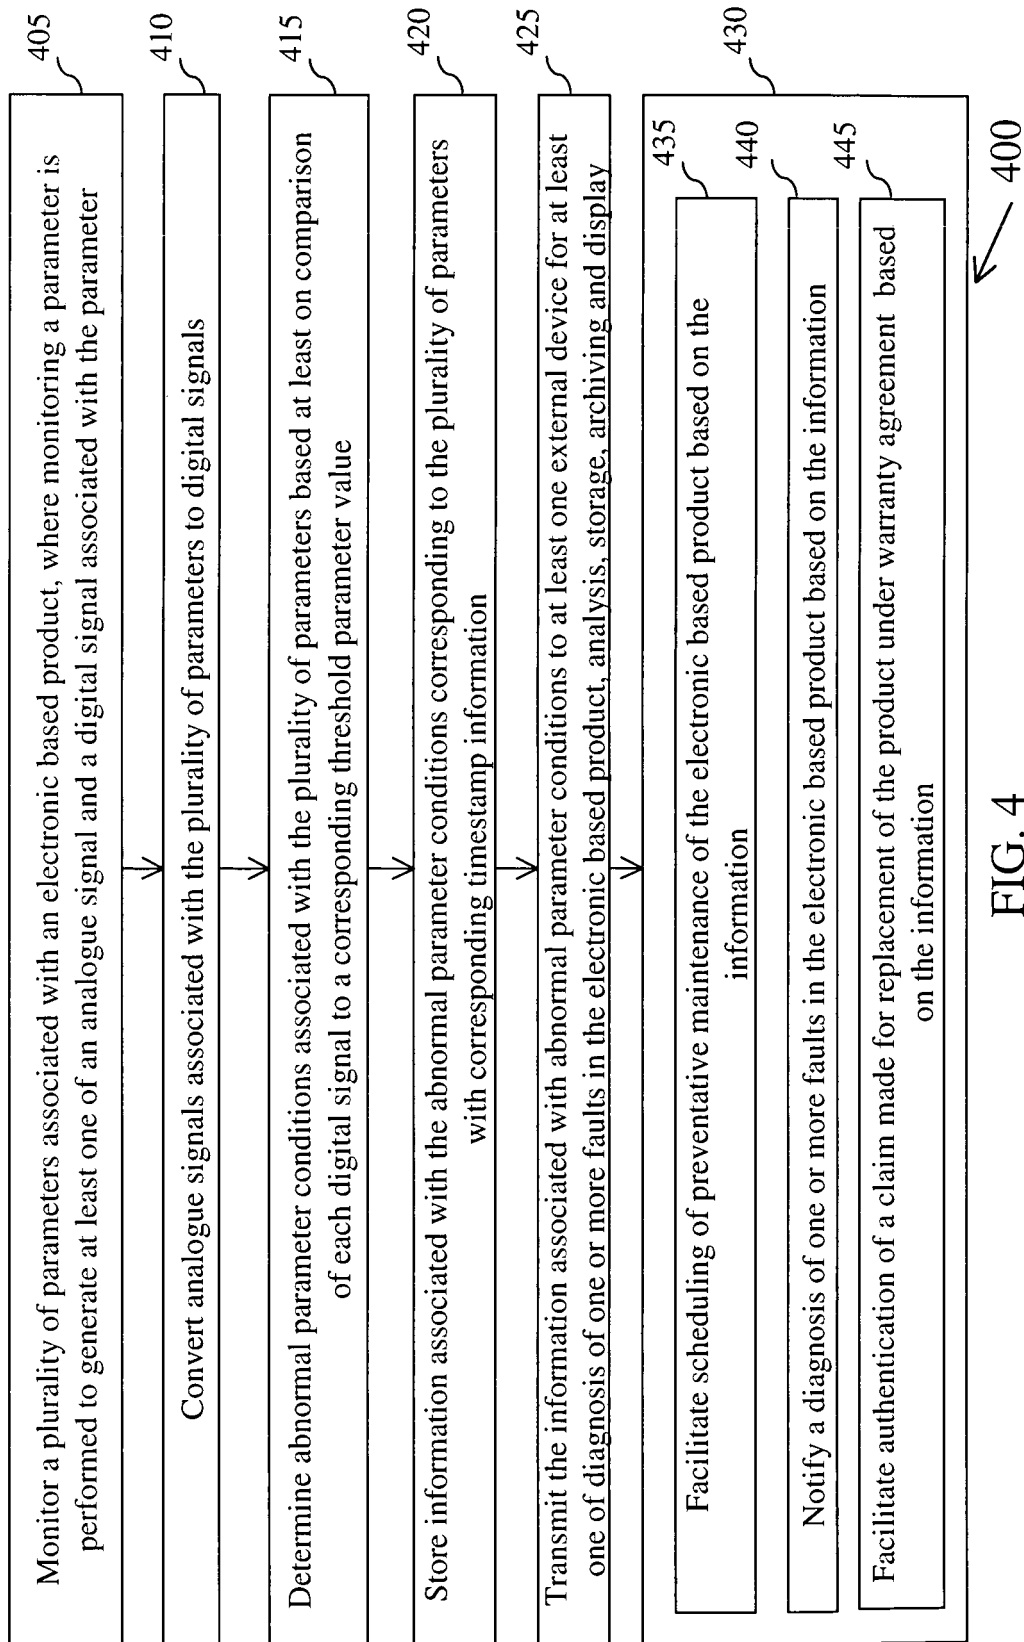 405
Monitor a plurality of parameters associated with an electronic based product, where monitoring a parameter is
performed to generate at least one of an analogue signal and a digital signal associated with the parameter
410
Convert analogue signals associated with the plurality of parameters to digital signals
415
Determine abnormal parameter conditions associated with the plurality of parameters based at least on comparison
of each digital signal to a corresponding threshold parameter value
420
Store information associated with the abnormal parameter conditions corresponding to the plurality of parameters
with corresponding timestamp information
425
Transmit the information associated with abnormal parameter conditions to at least one external device for at least
one of diagnosis of one or more faults in the electronic based product, analysis, storage, archiving and display
430
435
Facilitate scheduling of preventative maintenance of the electronic based product based on the
information
440
Notify a diagnosis of one or more faults in the electronic based product based on the information
445
Facilitate authentication of a claim made for replacement of the product under warranty agreement based
on the information
400
FIG. 4